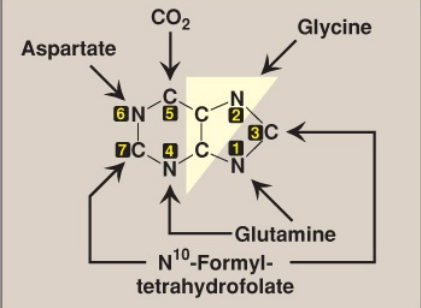 CO2
Glycine
Aspartate
C
6 N 5 C N
2
7 C 4 C 3 C
1
N N
Glutamine
N10-Formyl-
tetrahydrofolate